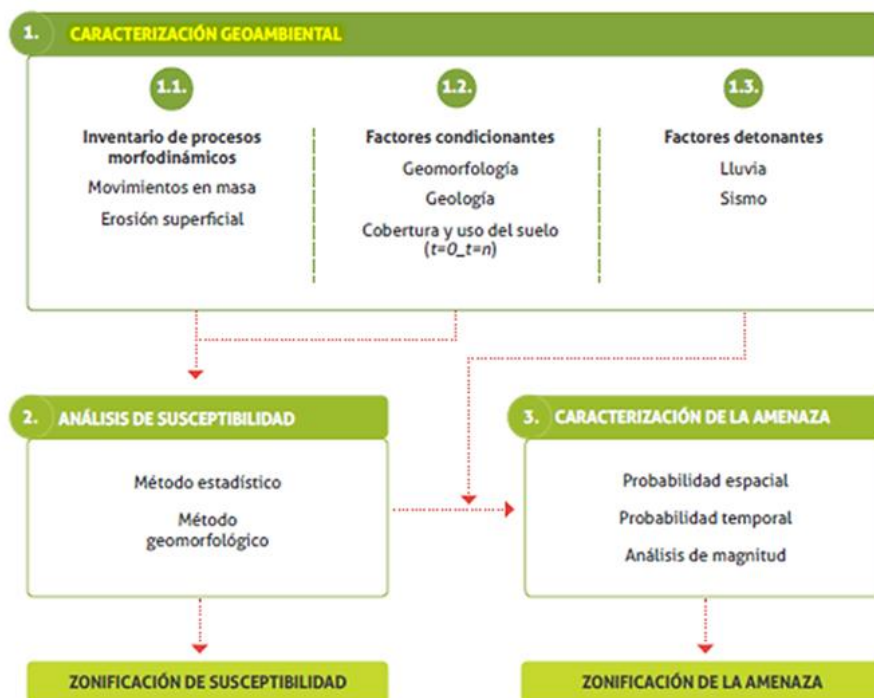 1. CARACTERIZACIÓN GEOAMBIENTAL
1.1.
Inventario de procesos
morfodinámicos
Movimientos en masa
Erosión superficial
1.2.
Factores condicionantes
Geomorfología
Geología
Cobertura y uso del suelo
(t=0_t=n)
1.3.
Factores detonantes
Lluvia
Sismo
2. ANÁLISIS DE SUSCEPTIBILIDAD
Método estadístico
Método
geomorfológico
3. CARACTERIZACIÓN DE LA AMENAZA
Probabilidad espacial
Probabilidad temporal
Análisis de magnitud
ZONIFICACIÓN DE SUSCEPTIBILIDAD
ZONIFICACIÓN DE LA AMENAZA